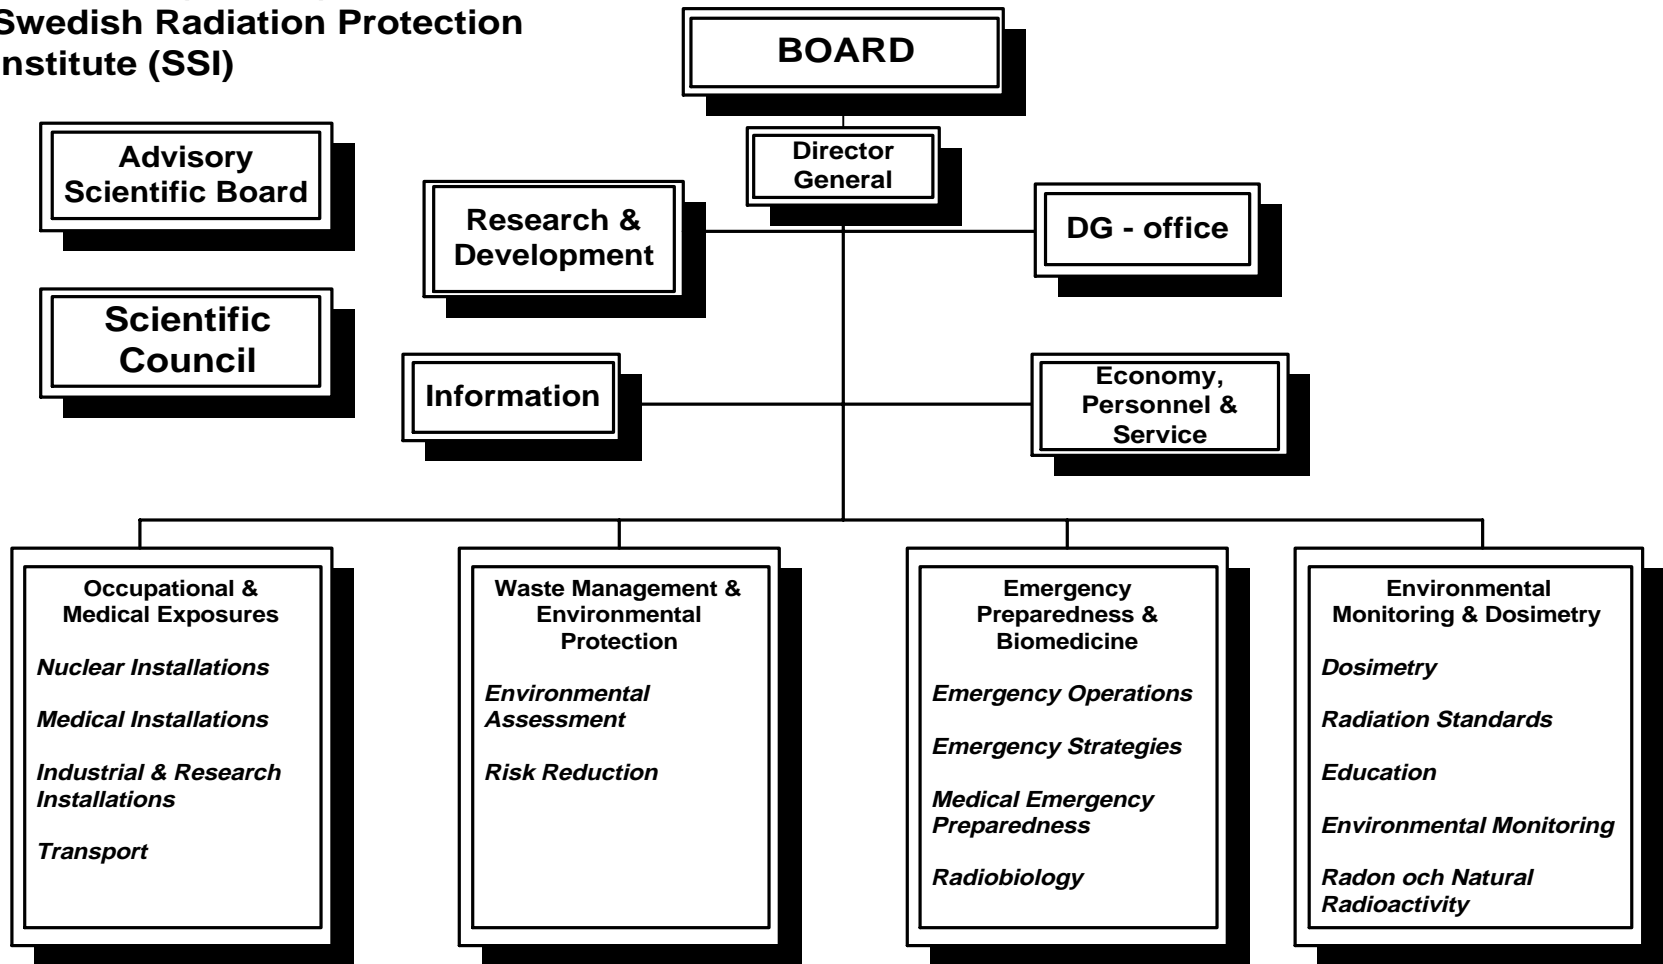 Swedish Radiation Protection
Institute (SSI)
BOARD
Director
General
Advisory
Scientific Board
Research &
Development
DG - office
Scientific
Council
Information
Economy,
Personnel &
Service
Occupational &
Medical Exposures
Nuclear Installations
Medical Installations
Industrial & Research
Installations
Transport
Waste Management &
Environmental
Protection
Environmental
Assessment
Risk Reduction
Emergency
Preparedness &
Biomedicine
Emergency Operations
Emergency Strategies
Medical Emergency
Preparedness
Radiobiology
Environmental
Monitoring & Dosimetry
Dosimetry
Radiation Standards
Education
Environmental Monitoring
Radon och Natural
Radioactivity